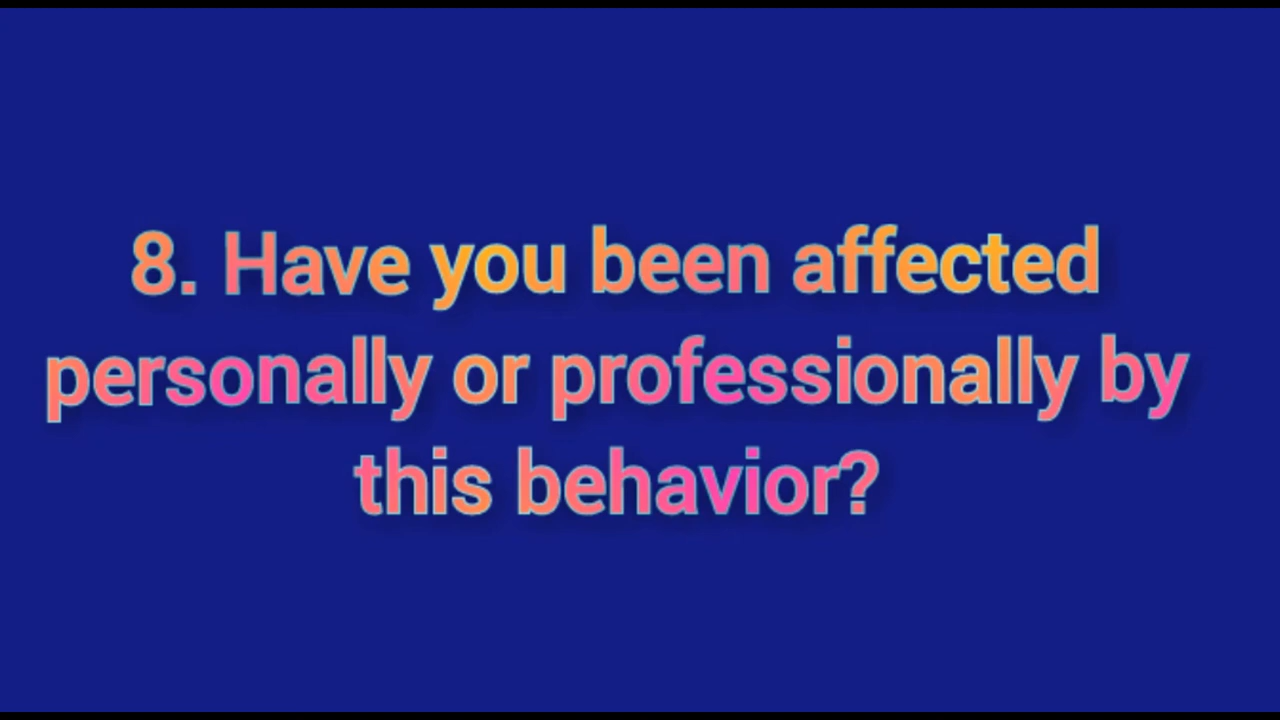 8. Have you been affected
personally or professionally by
this behavior?